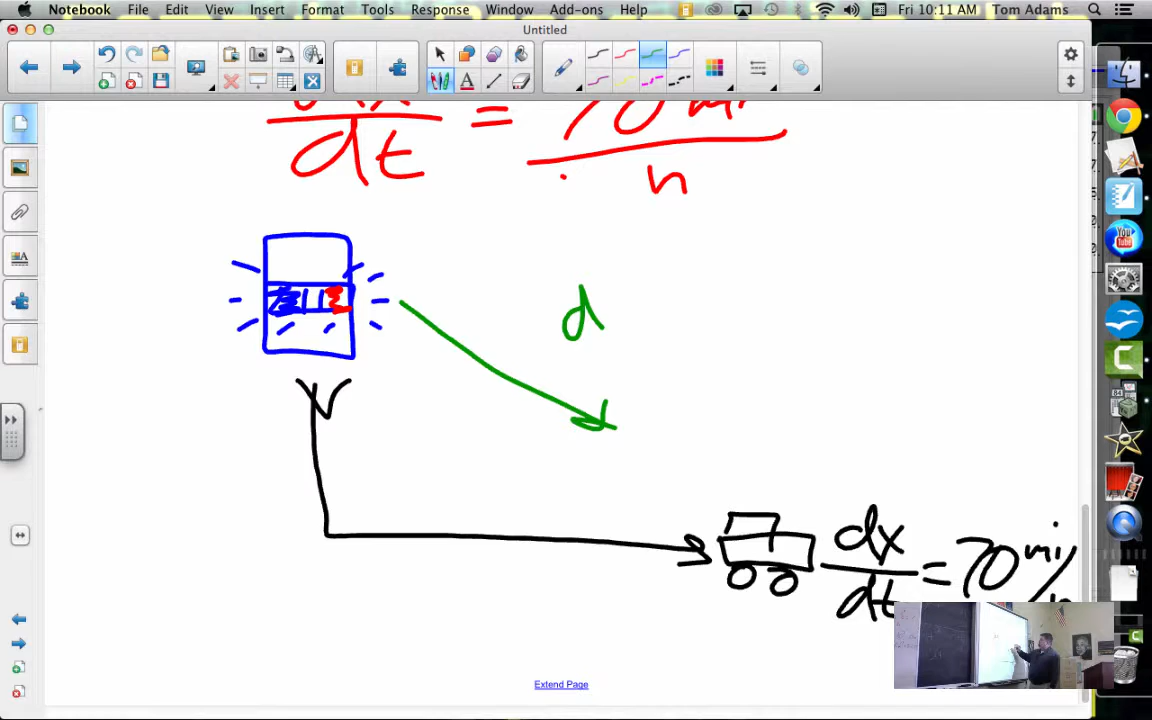 Notebook File Edit View Insert Format Tools Response Window Add-ons Help Fri 10:11 AM Tom Adams
Untitled
dx/dt = 70 mi/h
d
dx/dt = 70 mi/h
Extend Page